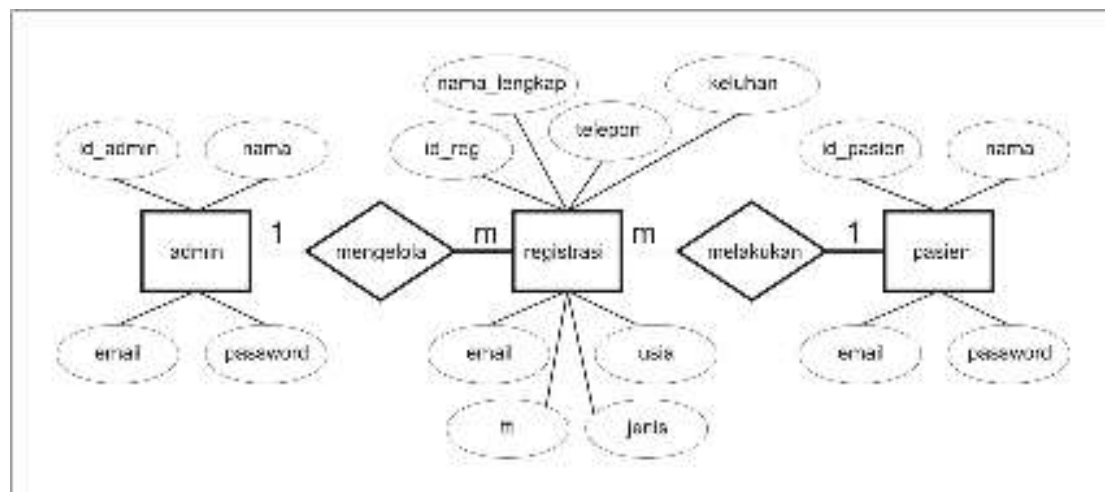 nama_lengkap
keluhan
telepon
id_admin
nama
id_reg
id_pasien
nama
admin
1
mengelola
m
registrasi
m
melakukan
1
pasien
email
password
email
usia
email
password
jenis